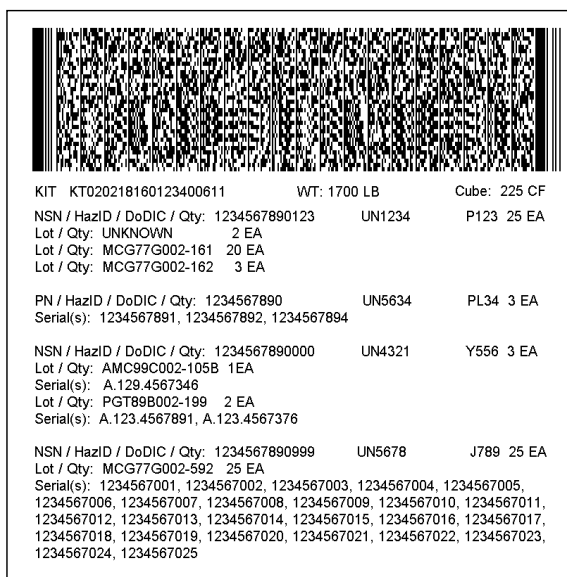 KIT KT020218160123400611 WT: 1700 LB Cube: 225 CF
NSN / HazID / DoDIC / Qty: 1234567890123 UN1234 P123 25 EA
Lot / Qty: UNKNOWN 2 EA
Lot / Qty: MCG77G002-161 20 EA
Lot / Qty: MCG77G002-162 3 EA
PN / HazID / DoDIC / Qty: 1234567890 UN5634 PL34 3 EA
Serial(s): 1234567891, 1234567892, 1234567894
NSN / HazID / DoDIC / Qty: 1234567890000 UN4321 Y556 3 EA
Lot / Qty: AMC99C002-105B 1EA
Serial(s): A.129.4567346
Lot / Qty: PGT89B002-199 2 EA
Serial(s): A.123.4567891, A.123.4567376
NSN / HazID / DoDIC / Qty: 1234567890999 UN5678 J789 25 EA
Lot / Qty: MCG77G002-592 25 EA
Serial(s): 1234567001, 1234567002, 1234567003, 1234567004, 1234567005,
1234567006, 1234567007, 1234567008, 1234567009, 1234567010, 1234567011,
1234567012, 1234567013, 1234567014, 1234567015, 1234567016, 1234567017,
1234567018, 1234567019, 1234567020, 1234567021, 1234567022, 1234567023,
1234567024, 1234567025